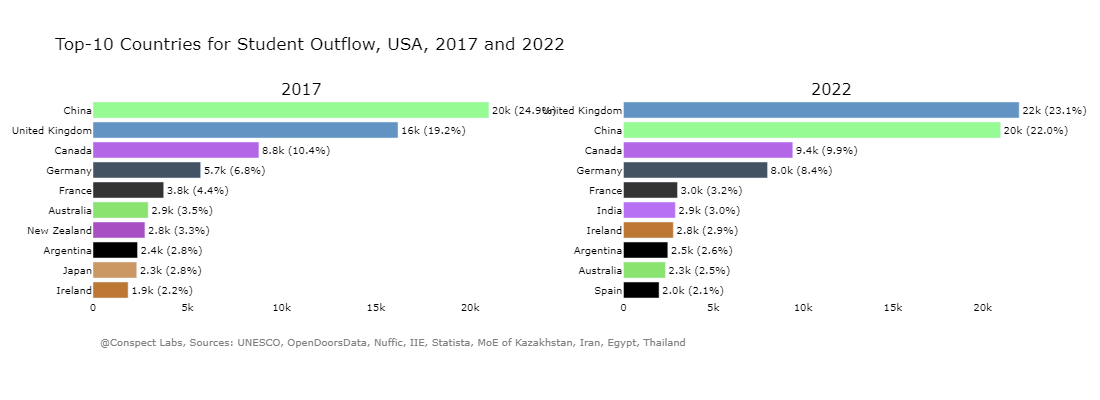 Top-10 Countries for Student Outflow, USA, 2017 and 2022
2017
China 20k (24.9%)
United Kingdom 16k (19.2%)
Canada 8.8k (10.4%)
Germany 5.7k (6.8%)
France 3.8k (4.4%)
Australia 2.9k (3.5%)
New Zealand 2.8k (3.3%)
Argentina 2.4k (2.8%)
Japan 2.3k (2.8%)
Ireland 1.9k (2.2%)
0 5k 10k 15k 20k
2022
United Kingdom 22k (23.1%)
China 20k (22.0%)
Canada 9.4k (9.9%)
Germany 8.0k (8.4%)
France 3.0k (3.2%)
India 2.9k (3.0%)
Ireland 2.8k (2.9%)
Argentina 2.5k (2.6%)
Australia 2.3k (2.5%)
Spain 2.0k (2.1%)
0 5k 10k 15k 20k
@Conspect Labs, Sources: UNESCO, OpenDoorsData, Nuffic, IIE, Statista, MoE of Kazakhstan, Iran, Egypt, Thailand